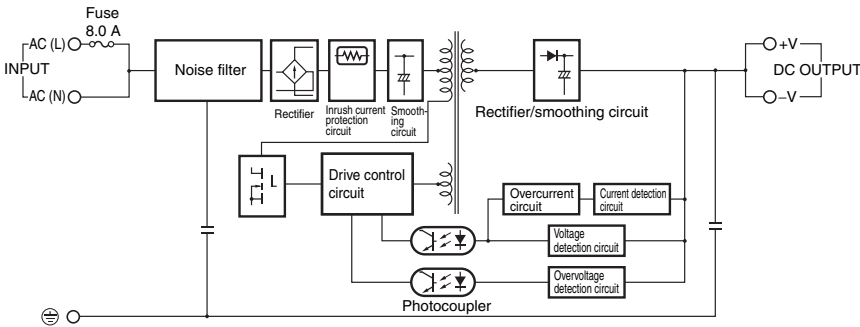 Fuse
8.0 A
AC (L)
INPUT
AC (N)
Noise filter
Rectifier
Inrush current
protection
circuit
Smooth-
ing
circuit
Rectifier/smoothing circuit
+V
DC OUTPUT
–V
Drive control
circuit
Overcurrent
circuit
Current detection
circuit
Voltage
detection circuit
Overvoltage
detection circuit
Photocoupler